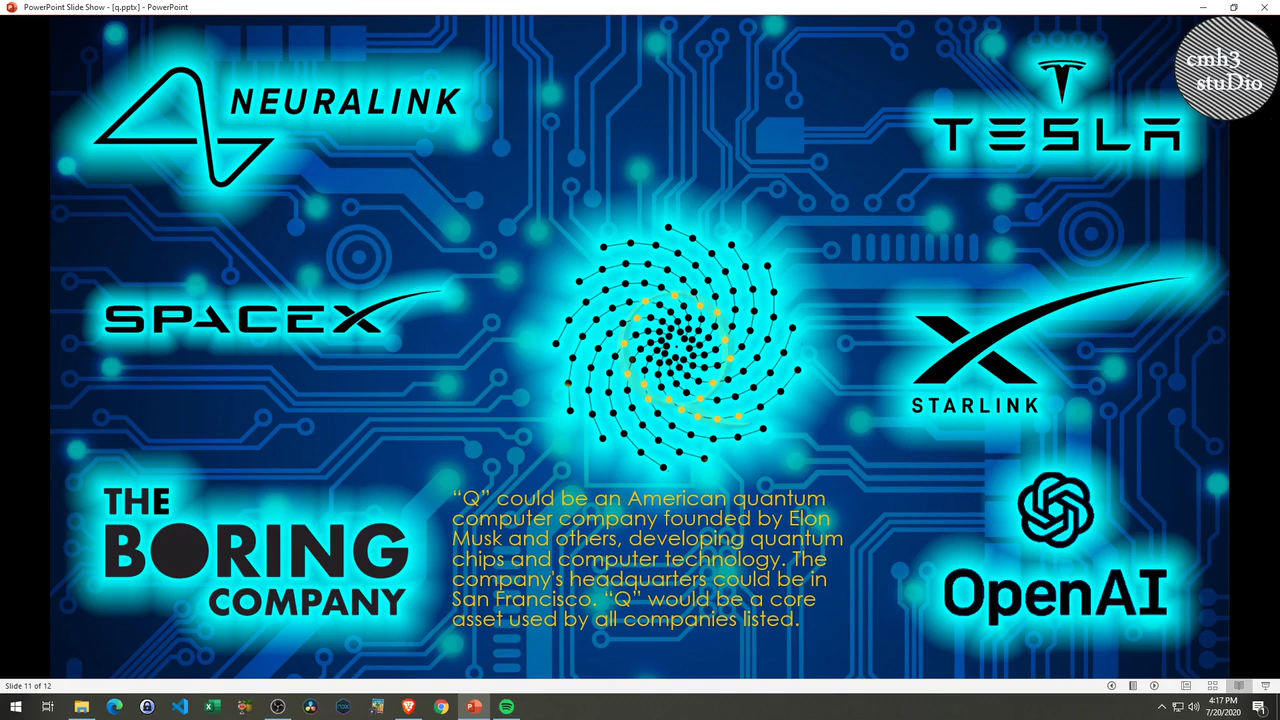 PowerPoint Slide Show - [q.pptx] - PowerPoint
cmh3
stuDio
NEURALINK
TESLA
SPACEX
STARLINK
THE
BORING
COMPANY
OpenAI
“Q” could be an American quantum
computer company founded by Elon
Musk and others, developing quantum
chips and computer technology. The
company's headquarters could be in
San Francisco. “Q” would be a core
asset used by all companies listed.
Slide 11 of 12
4:17 PM
7/20/2020